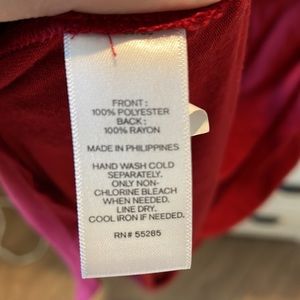 FRONT :
100% POLYESTER
BACK :
100% RAYON
MADE IN PHILIPPINES
HAND WASH COLD
SEPARATELY.
ONLY NON-
CHLORINE BLEACH
WHEN NEEDED.
LINE DRY.
COOL IRON IF NEEDED.
RN# 55285